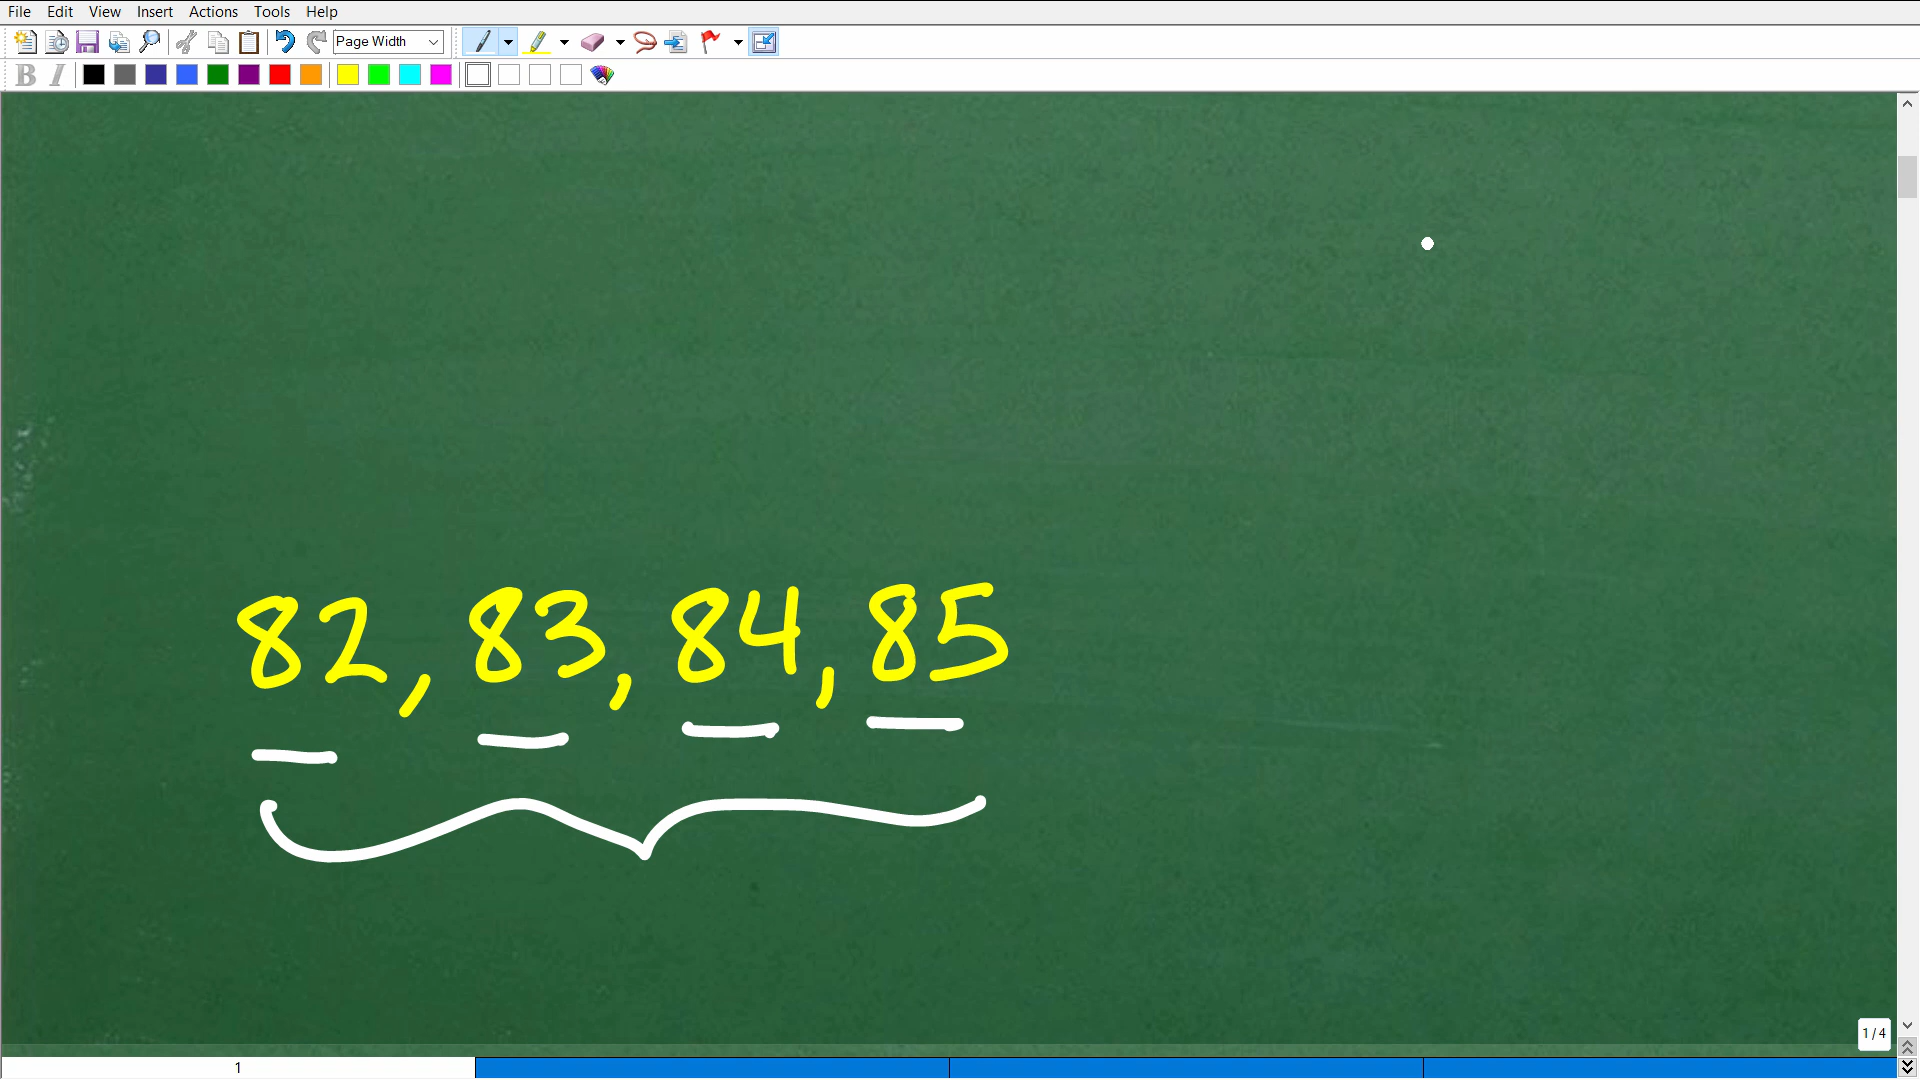 File Edit View Insert Actions Tools Help
Page Width
B I
82, 83, 84, 85
1 / 4
1